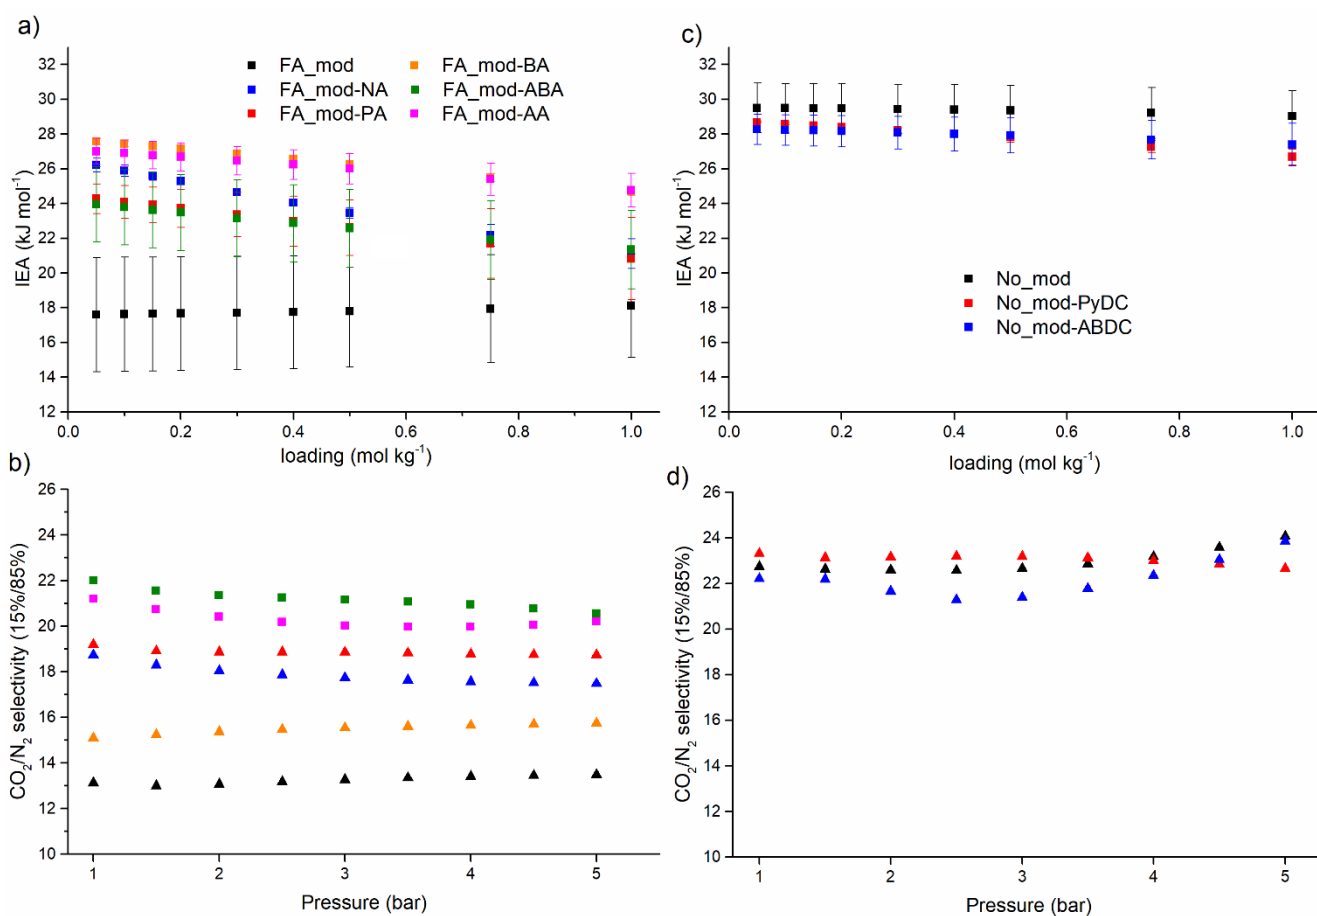 a)
IEA (kJ mol⁻¹)
32
30
28
26
24
22
20
18
16
14
12
FA_mod
FA_mod-BA
FA_mod-NA
FA_mod-ABA
FA_mod-PA
FA_mod-AA
0.0 0.2 0.4 0.6 0.8 1.0
loading (mol kg⁻¹)
c)
IEA (kJ mol⁻¹)
32
30
28
26
24
22
20
18
16
14
12
No_mod
No_mod-PyDC
No_mod-ABDC
0.0 0.2 0.4 0.6 0.8 1.0
loading (mol kg⁻¹)
b)
CO₂/N₂ selectivity (15%/85%)
26
24
22
20
18
16
14
12
10
1 2 3 4 5
Pressure (bar)
d)
CO₂/N₂ selectivity (15%/85%)
26
24
22
20
18
16
14
12
10
1 2 3 4 5
Pressure (bar)